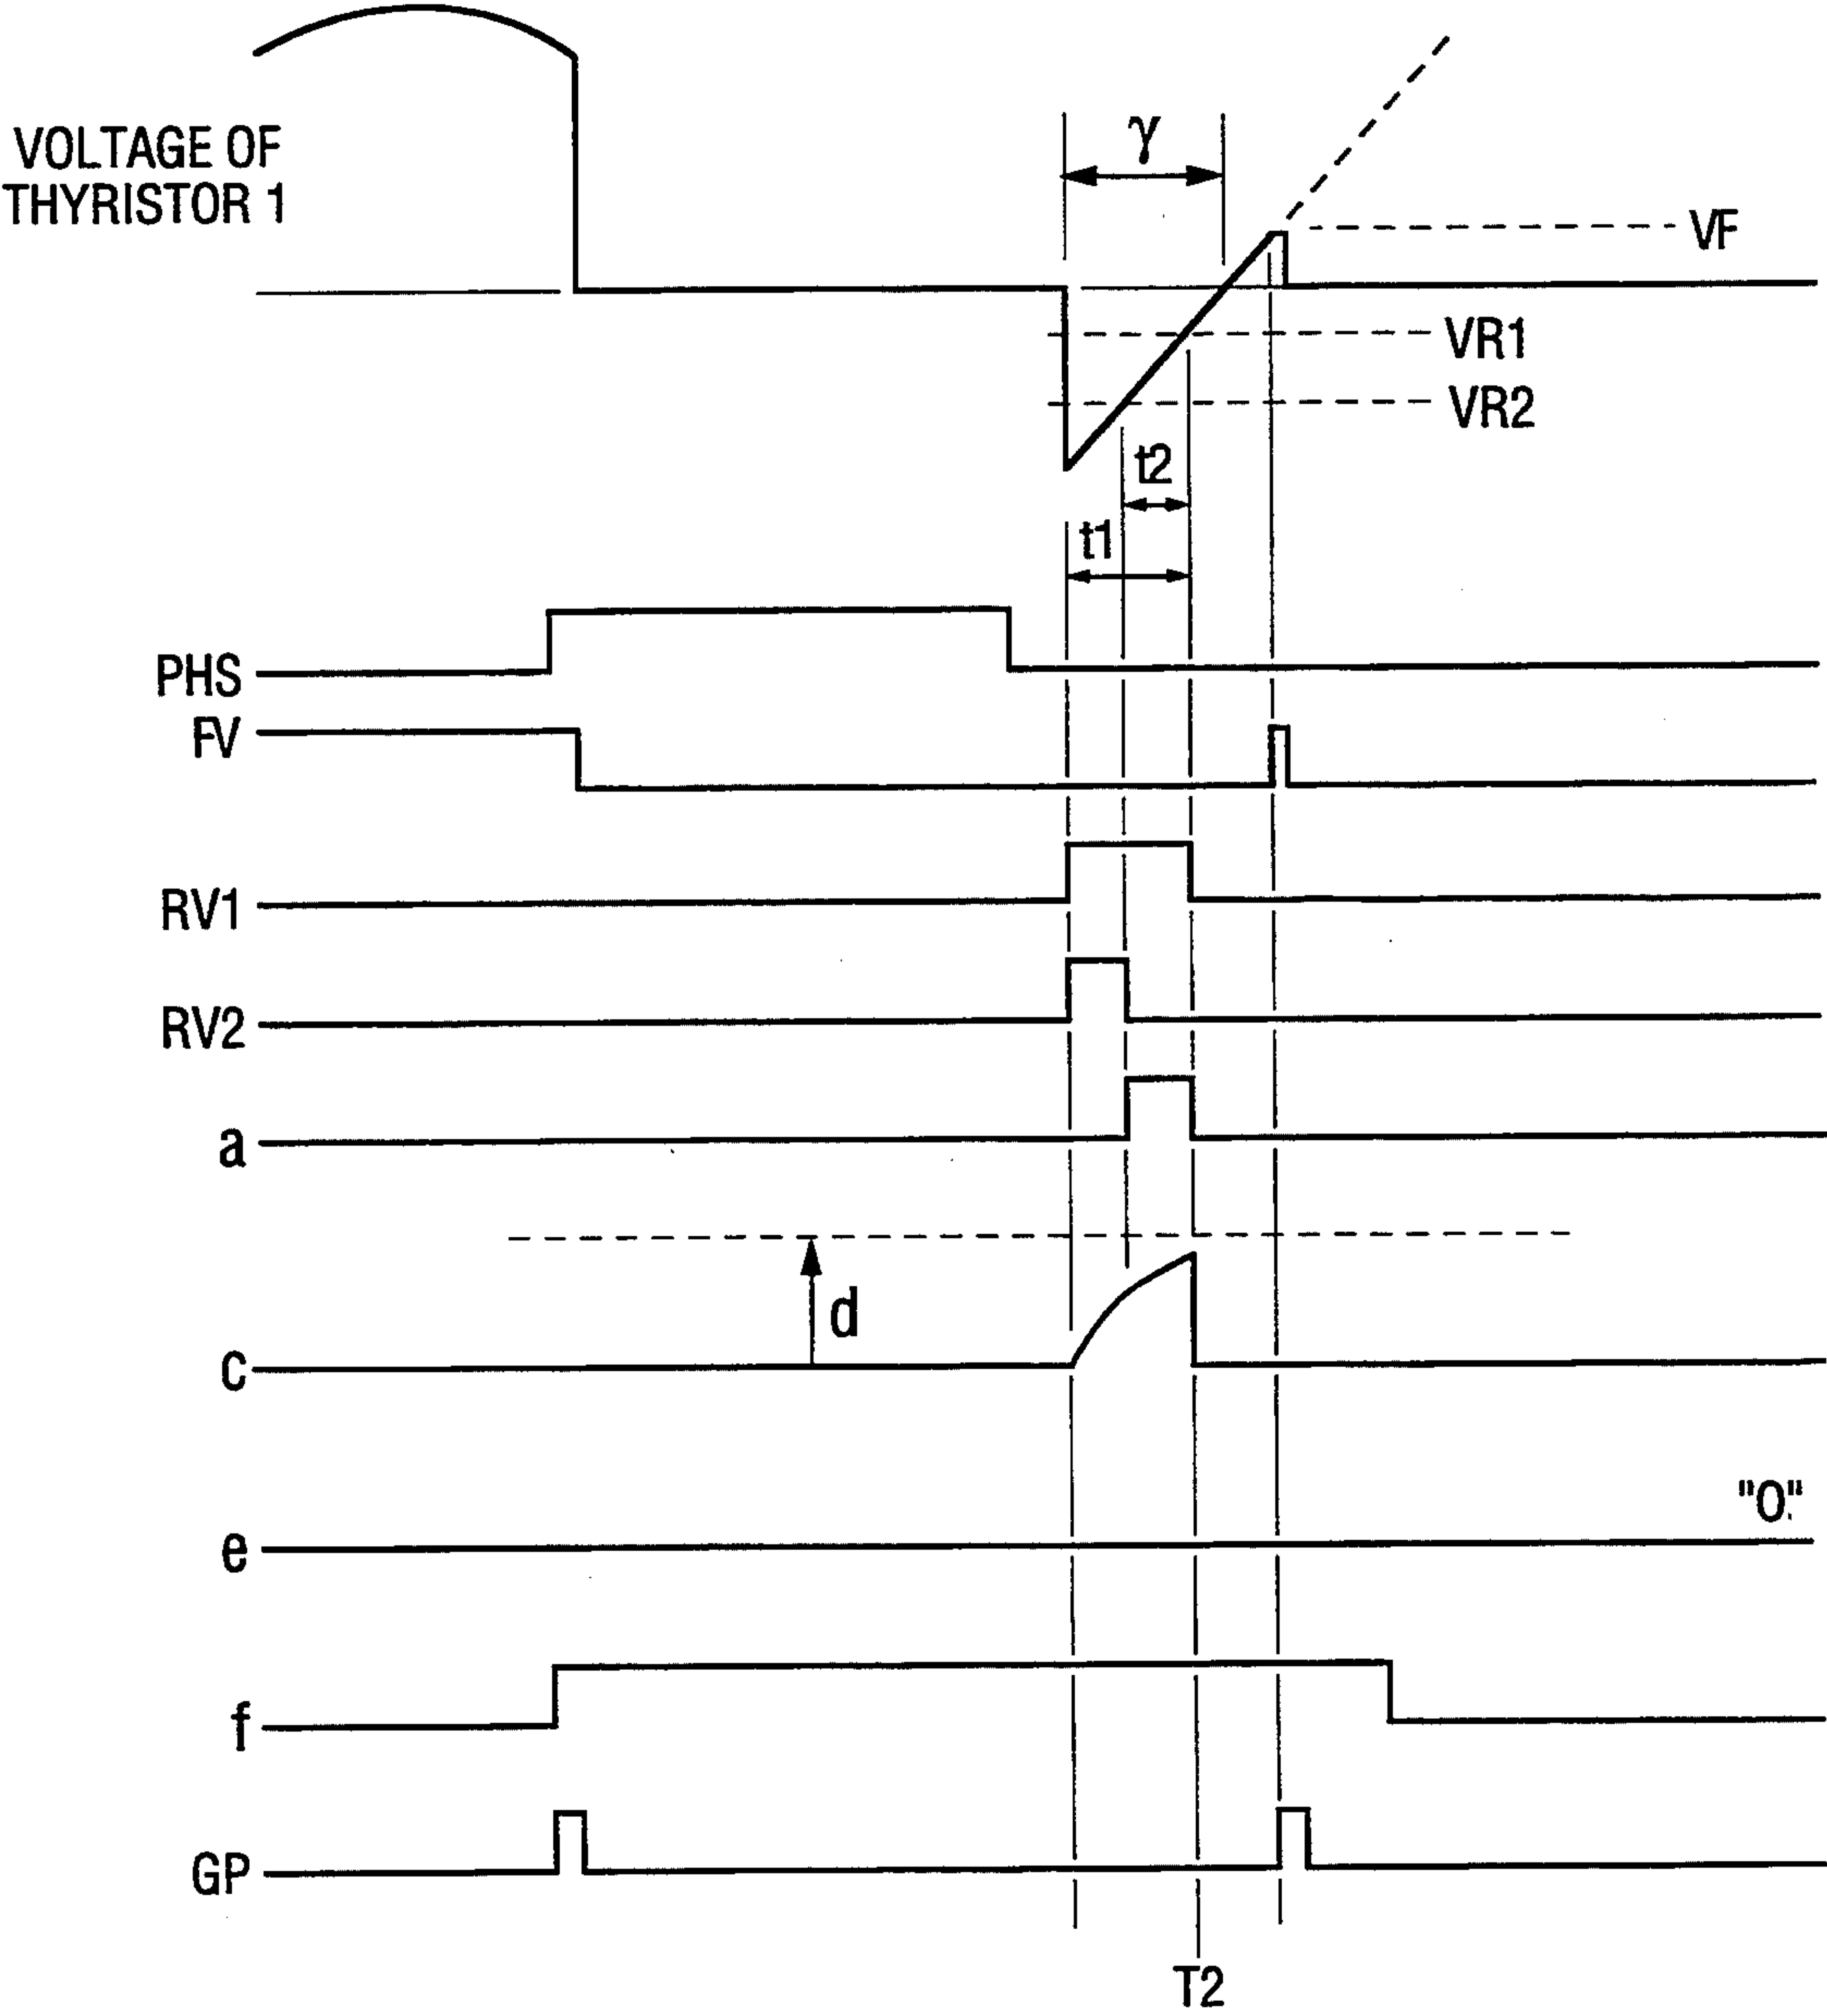 VOLTAGE OF
THYRISTOR 1
γ
VF
VR1
VR2
t2
t1
PHS
FV
RV1
RV2
a
d
c
"0"
e
f
GP
T2